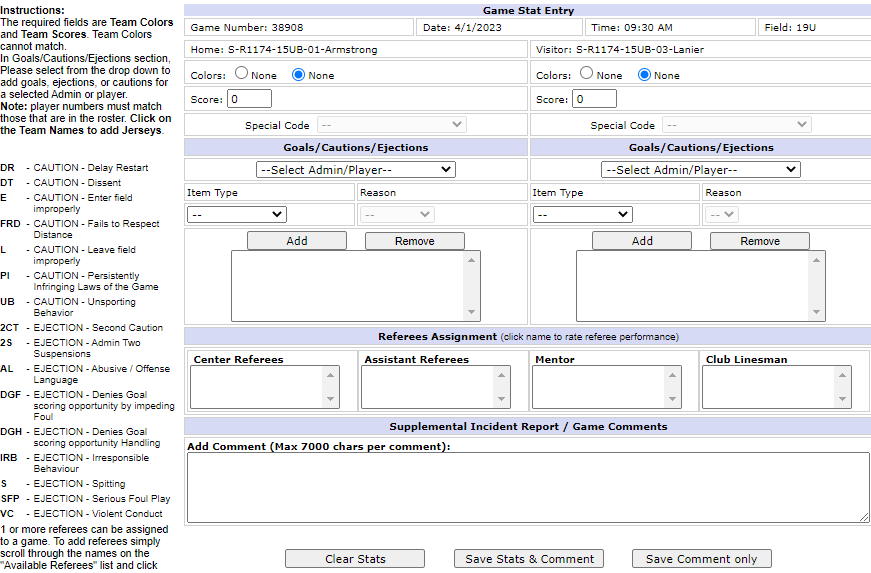 Instructions:
The required fields are Team Colors
and Team Scores. Team Colors
cannot match.
In Goals/Cautions/Ejections section,
Please select from the drop down to
add goals, ejections, or cautions for
a selected Admin or player.
Note: player numbers must match
those that are in the roster. Click on
the Team Names to add Jerseys.
DR - CAUTION - Delay Restart
DT - CAUTION - Dissent
E - CAUTION - Enter field
improperly
FRD - CAUTION - Fails to Respect
Distance
L - CAUTION - Leave field
improperly
PI - CAUTION - Persistently
Infringing Laws of the Game
UB - CAUTION - Unsporting
Behavior
2CT - EJECTION - Second Caution
2S - EJECTION - Admin Two
Suspensions
AL - EJECTION - Abusive / Offense
Language
DGF - EJECTION - Denies Goal
scoring opportunity by impeding
Foul
DGH - EJECTION - Denies Goal
scoring opportunity Handling
IRB - EJECTION - Irresponsible
Behaviour
S - EJECTION - Spitting
SFP - EJECTION - Serious Foul Play
VC - EJECTION - Violent Conduct
1 or more referees can be assigned
to a game. To add referees simply
scroll through the names on the
"Available Referees" list and click
Game Stat Entry
Game Number: 38908 Date: 4/1/2023 Time: 09:30 AM Field: 19U
Home: S-R1174-15UB-01-Armstrong Visitor: S-R1174-15UB-03-Lanier
Colors: None None Colors: None None
Score: 0 Score: 0
Special Code -- Special Code --
Goals/Cautions/Ejections Goals/Cautions/Ejections
--Select Admin/Player-- --Select Admin/Player--
Item Type Reason Item Type Reason
-- -- -- --
Add Remove Add Remove
Referees Assignment (click name to rate referee performance)
Center Referees Assistant Referees Mentor Club Linesman
Supplemental Incident Report / Game Comments
Add Comment (Max 7000 chars per comment):
Clear Stats Save Stats & Comment Save Comment only